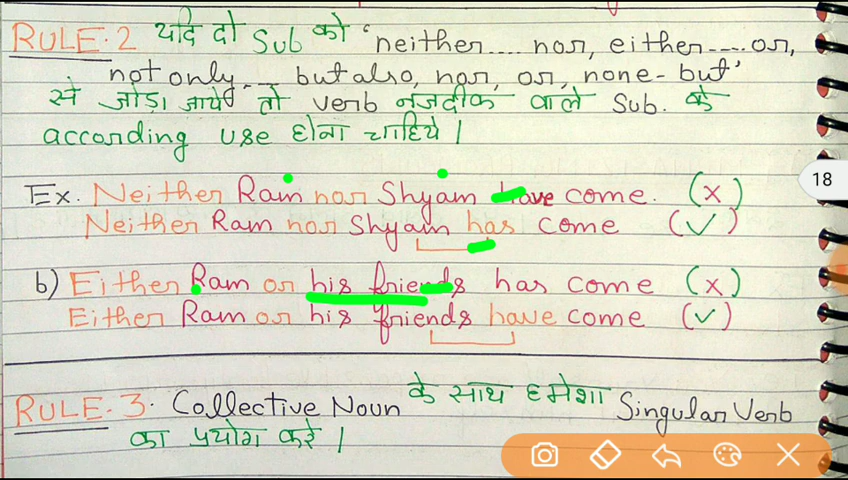 RULE-2 यदि दो Sub को 'neither.... nor, either----or,
not only--- but also, nor, or, none-but'
से जोड़ा जाये तो verb नजदीक वाले Sub. के
according use होना चाहिये।
Ex. Neither Ram nor Shyam have come. (×)
Neither Ram nor Shyam has come (✓)
b) Either Ram or his friends has come (×)
Either Ram or his friends have come (✓)
RULE-3. Collective Noun के साथ हमेशा Singular Verb
का प्रयोग करे।
18